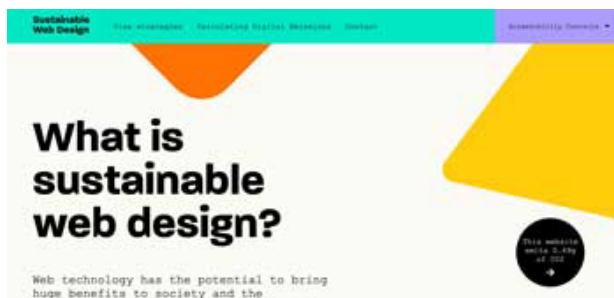 Sustainable
Web Design
View strategies Calculating Digital Emissions Contact
Accessibility Controls
What is
sustainable
web design?
This website
emits 0.49g
of CO2
Web technology has the potential to bring
huge benefits to society and the